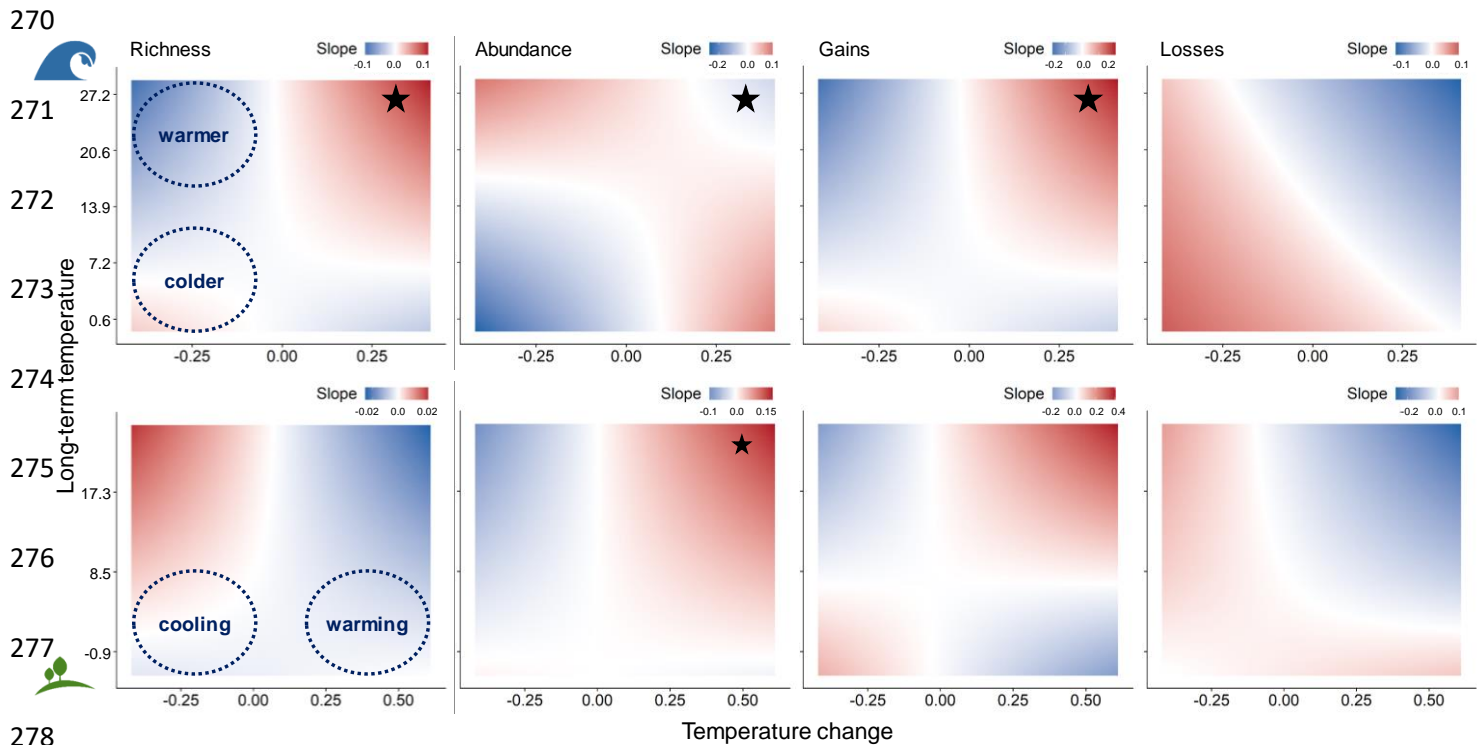 270
Richness Slope -0.1 0.0 0.1
Abundance Slope -0.2 0.0 0.1
Gains Slope -0.2 0.0 0.2
Losses Slope -0.1 0.0 0.1
271
272
273
27.2
20.6
13.9
7.2
0.6
warmer
colder
-0.25 0.00 0.25
-0.25 0.00 0.25
-0.25 0.00 0.25
-0.25 0.00 0.25
Long-term temperature
274
Slope -0.02 0.0 0.02
Slope -0.1 0.0 0.15
Slope -0.2 0.0 0.2 0.4
Slope -0.2 0.0 0.1
275
276
277
17.3
8.5
-0.9
cooling
warming
-0.25 0.00 0.25 0.50
-0.25 0.00 0.25 0.50
-0.25 0.00 0.25 0.50
-0.25 0.00 0.25 0.50
Temperature change
278